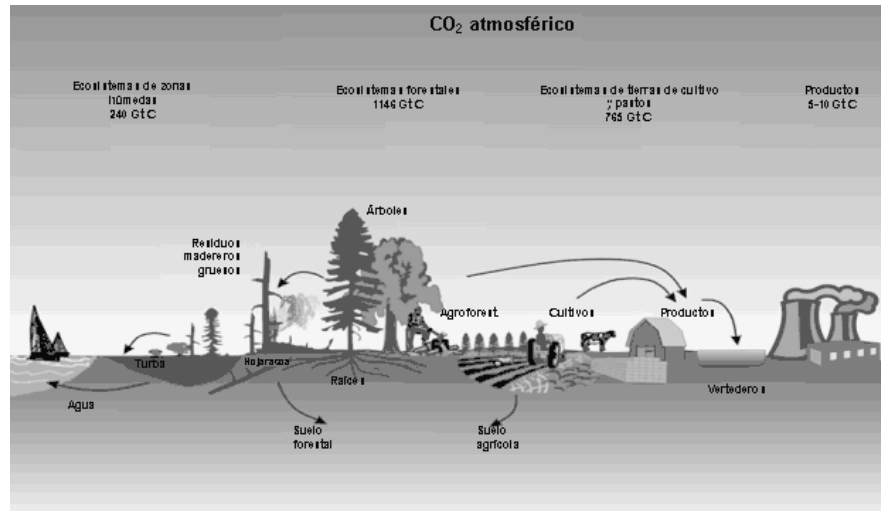 CO₂ atmosférico
Ecosistemas de zonas
húmedas
240 GtC
Ecosistemas forestales
1146 GtC
Ecosistemas de tierras de cultivo
y pastos
765 GtC
Productos
5-10 GtC
Árboles
Residuos
madereros
gruesos
Agroforest.
Cultivos
Productos
Turba
Hojarasca
Raíces
Vertederos
Agua
Suelo
forestal
Suelo
agrícola